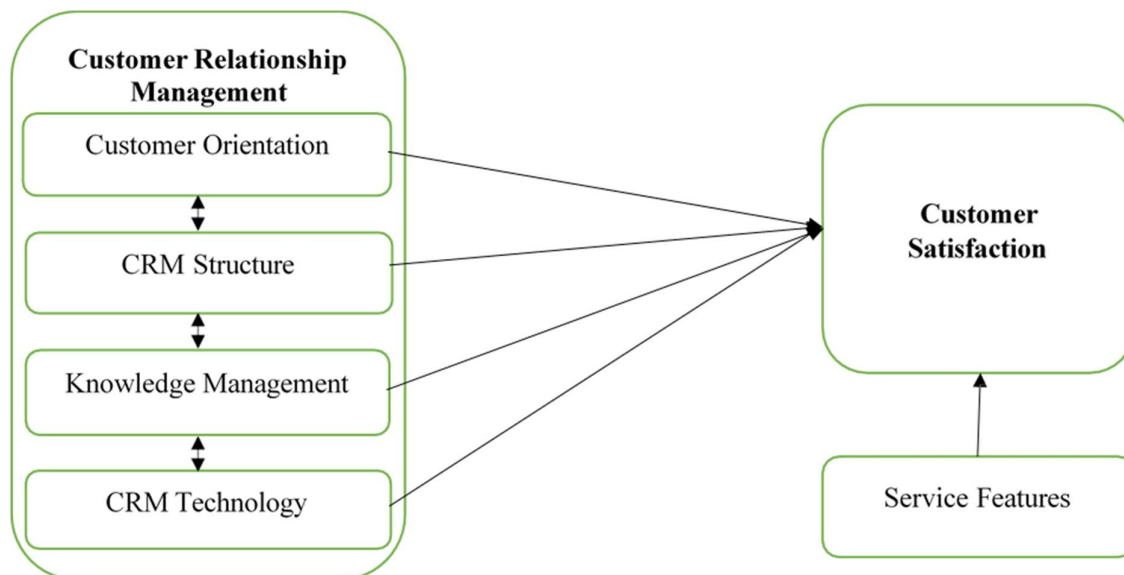 Customer Relationship
Management
Customer Orientation
CRM Structure
Knowledge Management
CRM Technology
Customer
Satisfaction
Service Features